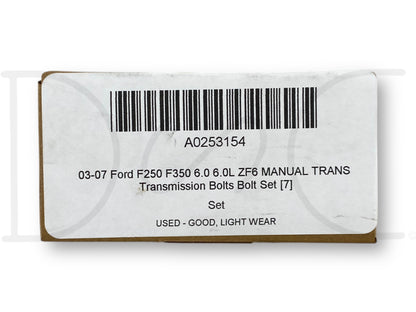 A0253154
03-07 Ford F250 F350 6.0 6.0L ZF6 MANUAL TRANS
Transmission Bolts Bolt Set [7]
Set
USED - GOOD, LIGHT WEAR